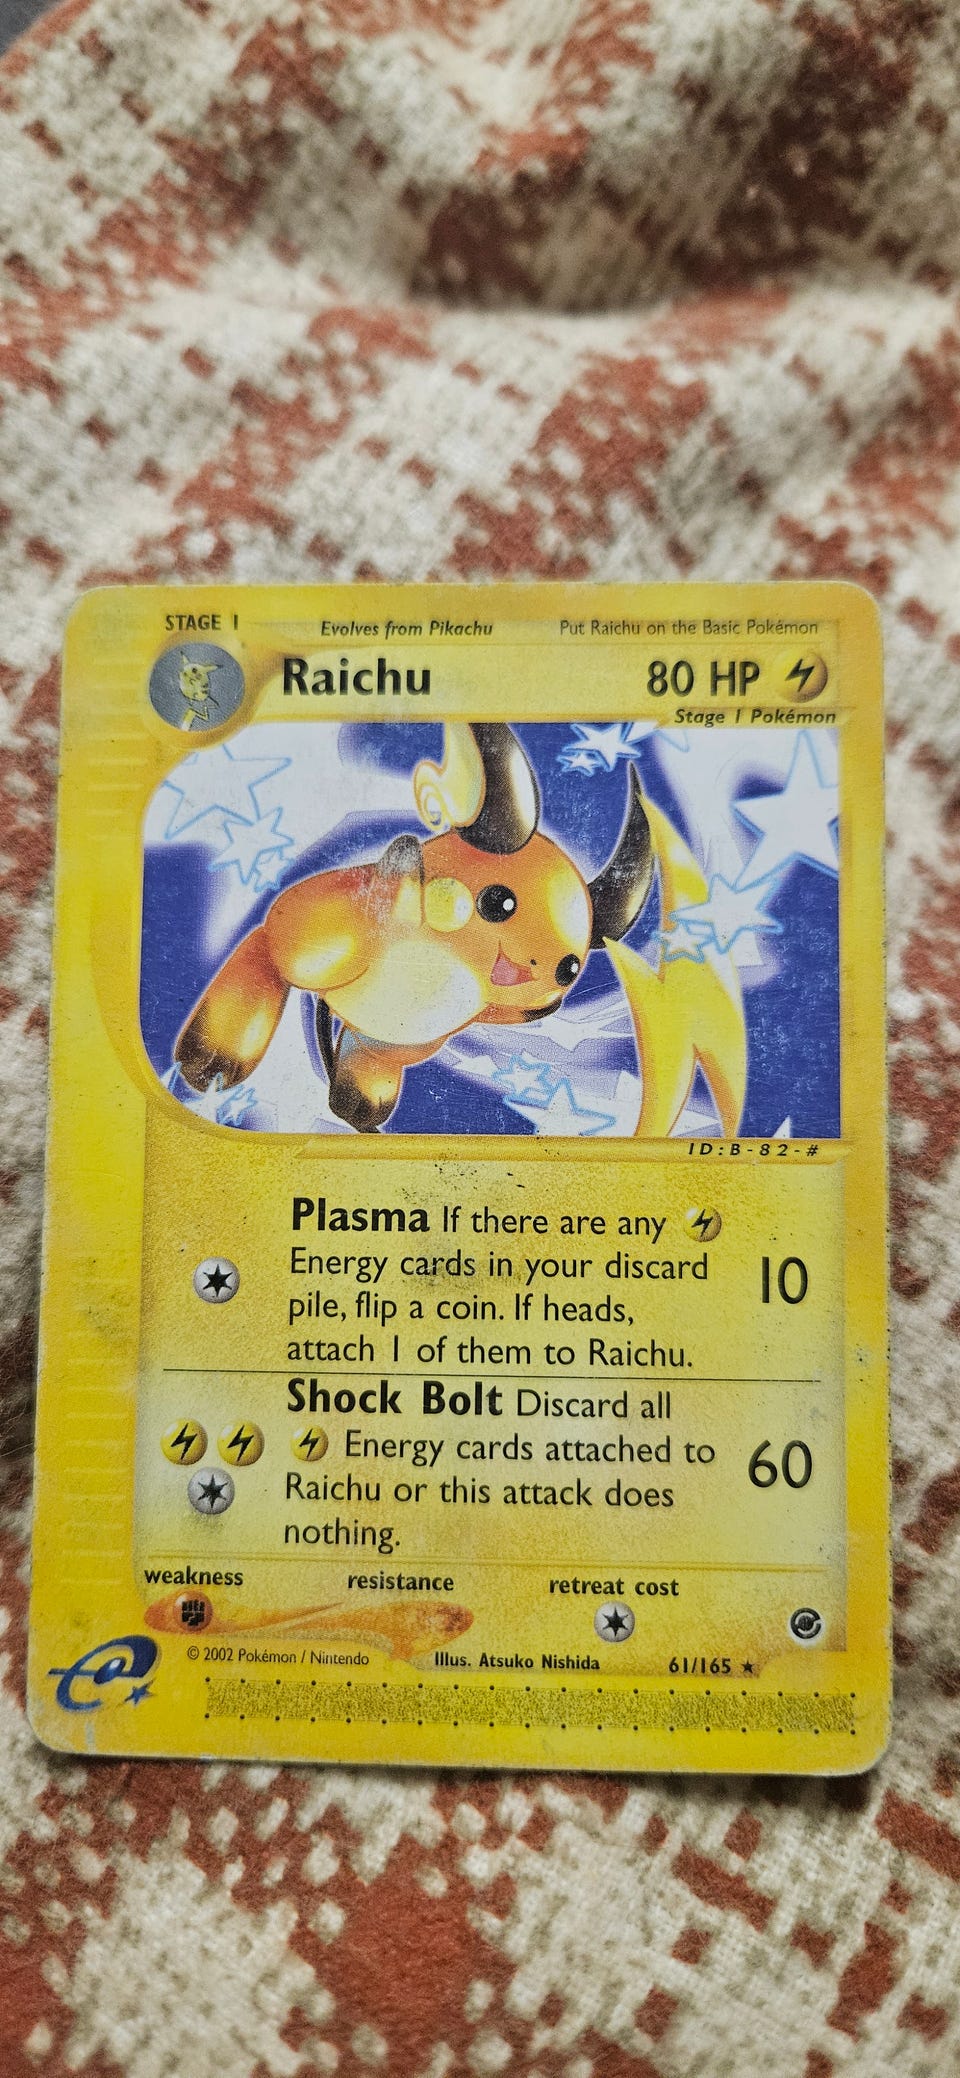 STAGE 1
Evolves from Pikachu
Put Raichu on the Basic Pokémon
Raichu
80 HP
Stage 1 Pokémon
ID:B-82-#
Plasma If there are any
Energy cards in your discard
pile, flip a coin. If heads,
attach 1 of them to Raichu.
10
Shock Bolt Discard all
Energy cards attached to
Raichu or this attack does
nothing.
60
weakness
resistance
retreat cost
© 2002 Pokémon / Nintendo
Illus. Atsuko Nishida
61/165 ★
e